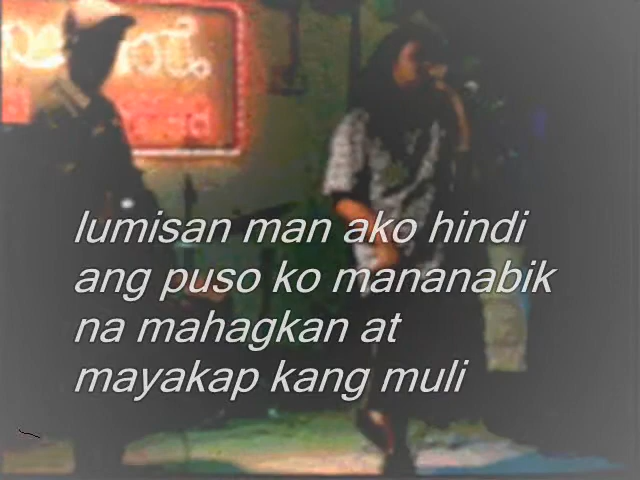 lumisan man ako hindi
ang puso ko mananabik
na mahagkan at
mayakap kang muli